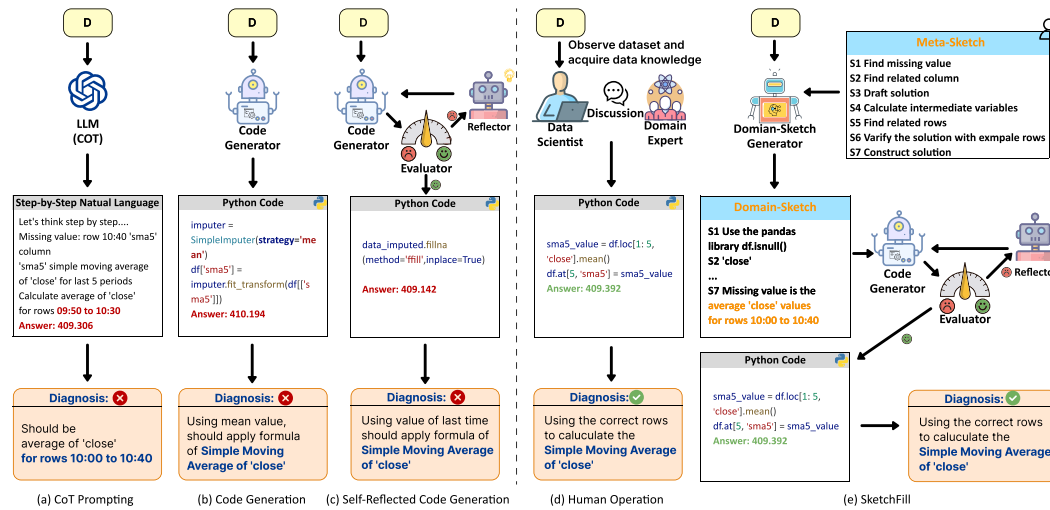 D
LLM
(COT)
Step-by-Step Natual Language
Let's think step by step....
Missing value: row 10:40 'sma5'
column
'sma5' simple moving average
of 'close' for last 5 periods
Calculate average of 'close'
for rows 09:50 to 10:30
Answer: 409.306
Diagnosis:
Should be
average of 'close'
for rows 10:00 to 10:40
(a) CoT Prompting
D
Code
Generator
Python Code
imputer =
SimpleImputer(strategy='me
an')
df['sma5'] =
imputer.fit_transform(df[['s
ma5']])
Answer: 410.194
Diagnosis:
Using mean value,
should apply formula
of Simple Moving
Average of 'close'
(b) Code Generation
D
Code
Generator
Evaluator
Reflector
Python Code
data_imputed.fillna
(method='ffill',inplace=True)
Answer: 409.142
Diagnosis:
Using value of last time
should apply formula of
Simple Moving Average
of 'close'
(c) Self-Reflected Code Generation
D
Observe dataset and
acquire data knowledge
Data
Scientist
Discussion
Domain
Expert
Python Code
sma5_value = df.loc[1: 5,
'close'].mean()
df.at[5, 'sma5'] = sma5_value
Answer: 409.392
Diagnosis:
Using the correct rows
to caluculate the
Simple Moving Average
of 'close'
(d) Human Operation
D
Domian-Sketch
Generator
Meta-Sketch
S1 Find missing value
S2 Find related column
S3 Draft solution
S4 Calculate intermediate variables
S5 Find related rows
S6 Varify the solution with exmpale rows
S7 Construct solution
Domain-Sketch
S1 Use the pandas
library df.isnull()
S2 'close'
...
S7 Missing value is the
average 'close' values
for rows 10:00 to 10:40
Code
Generator
Reflecto
Evaluator
Python Code
sma5_value = df.loc[1: 5,
'close'].mean()
df.at[5, 'sma5'] = sma5_value
Answer: 409.392
Diagnosis:
Using the correct rows
to caluculate the
Simple Moving Average
of 'close'
(e) SketchFill